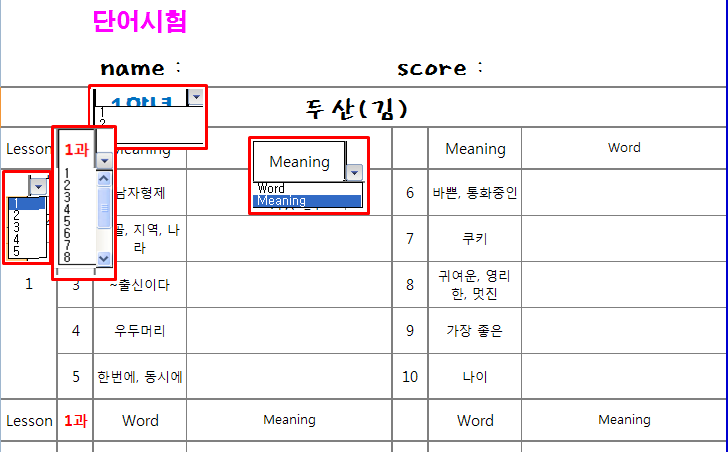 단어시험
name : score :
1학년 두산(김)
1
2
Lesson 1과 Meaning Meaning Meaning Word
1
2
3
4
5
1
2
3
4
5
6
7
8
Word
Meaning
남자형제 6 바쁜, 통화중인
지역, 나
라 7 쿠키
1 3 ~출신이다 8 귀여운, 영리
한, 멋진
4 우두머리 9 가장 좋은
5 한번에, 동시에 10 나이
Lesson 1과 Word Meaning Word Meaning